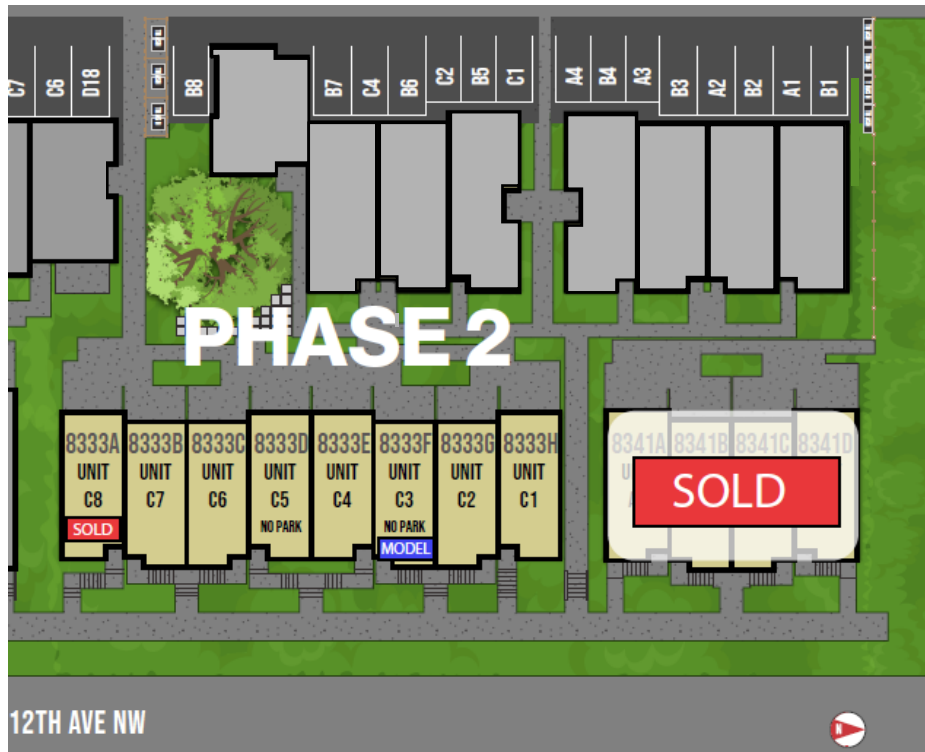 C7 C6 D18 B8 B7 C4 B6 C2 B5 C1 A4 B4 A3 B3 A2 B2 A1 B1
PHASE 2
8333A 8333B 8333C 8333D 8333E 8333F 8333G 8333H 8341A 8341B 8341C 8341D
UNIT UNIT UNIT UNIT UNIT UNIT UNIT UNIT
C8 C7 C6 C5 C4 C3 C2 C1
SOLD
NO PARK NO PARK
SOLD MODEL
12TH AVE NW
N